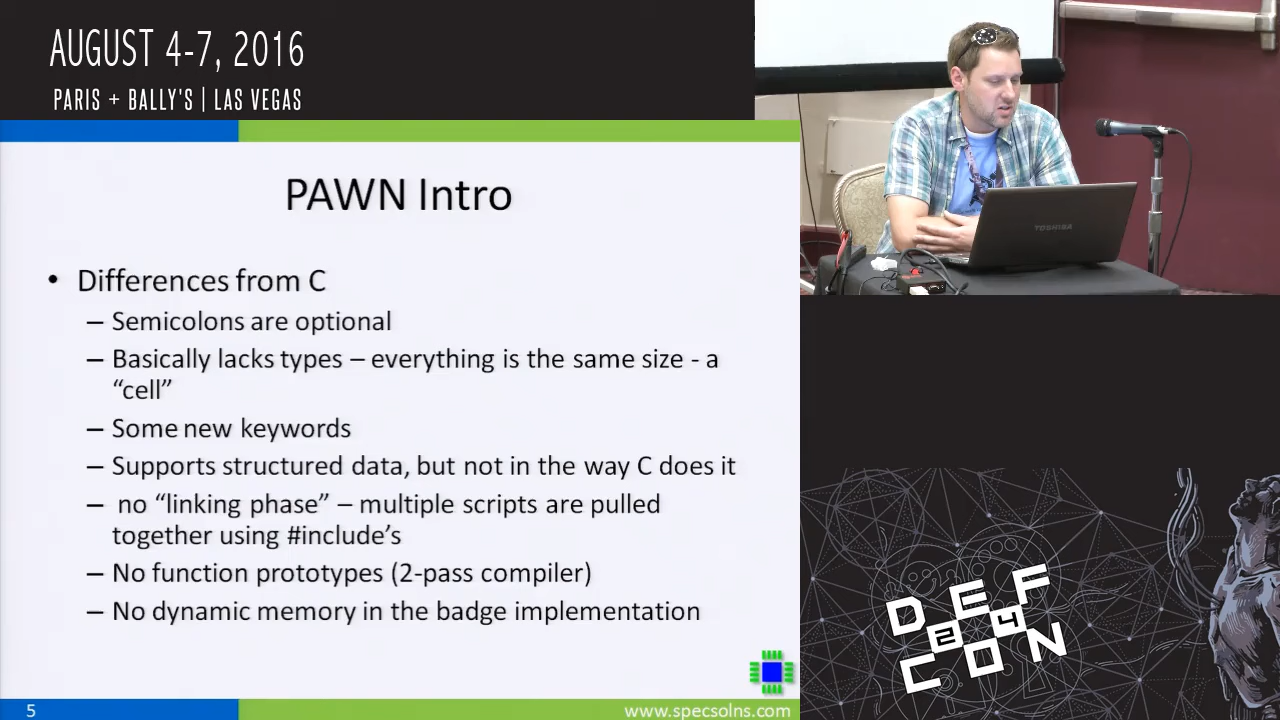 AUGUST 4-7, 2016
PARIS + BALLY'S | LAS VEGAS
PAWN Intro
• Differences from C
– Semicolons are optional
– Basically lacks types – everything is the same size - a
“cell”
– Some new keywords
– Supports structured data, but not in the way C does it
– no “linking phase” – multiple scripts are pulled
together using #include’s
– No function prototypes (2-pass compiler)
– No dynamic memory in the badge implementation
5
www.specsolns.com
TOSHIBA
DEF
24
CON